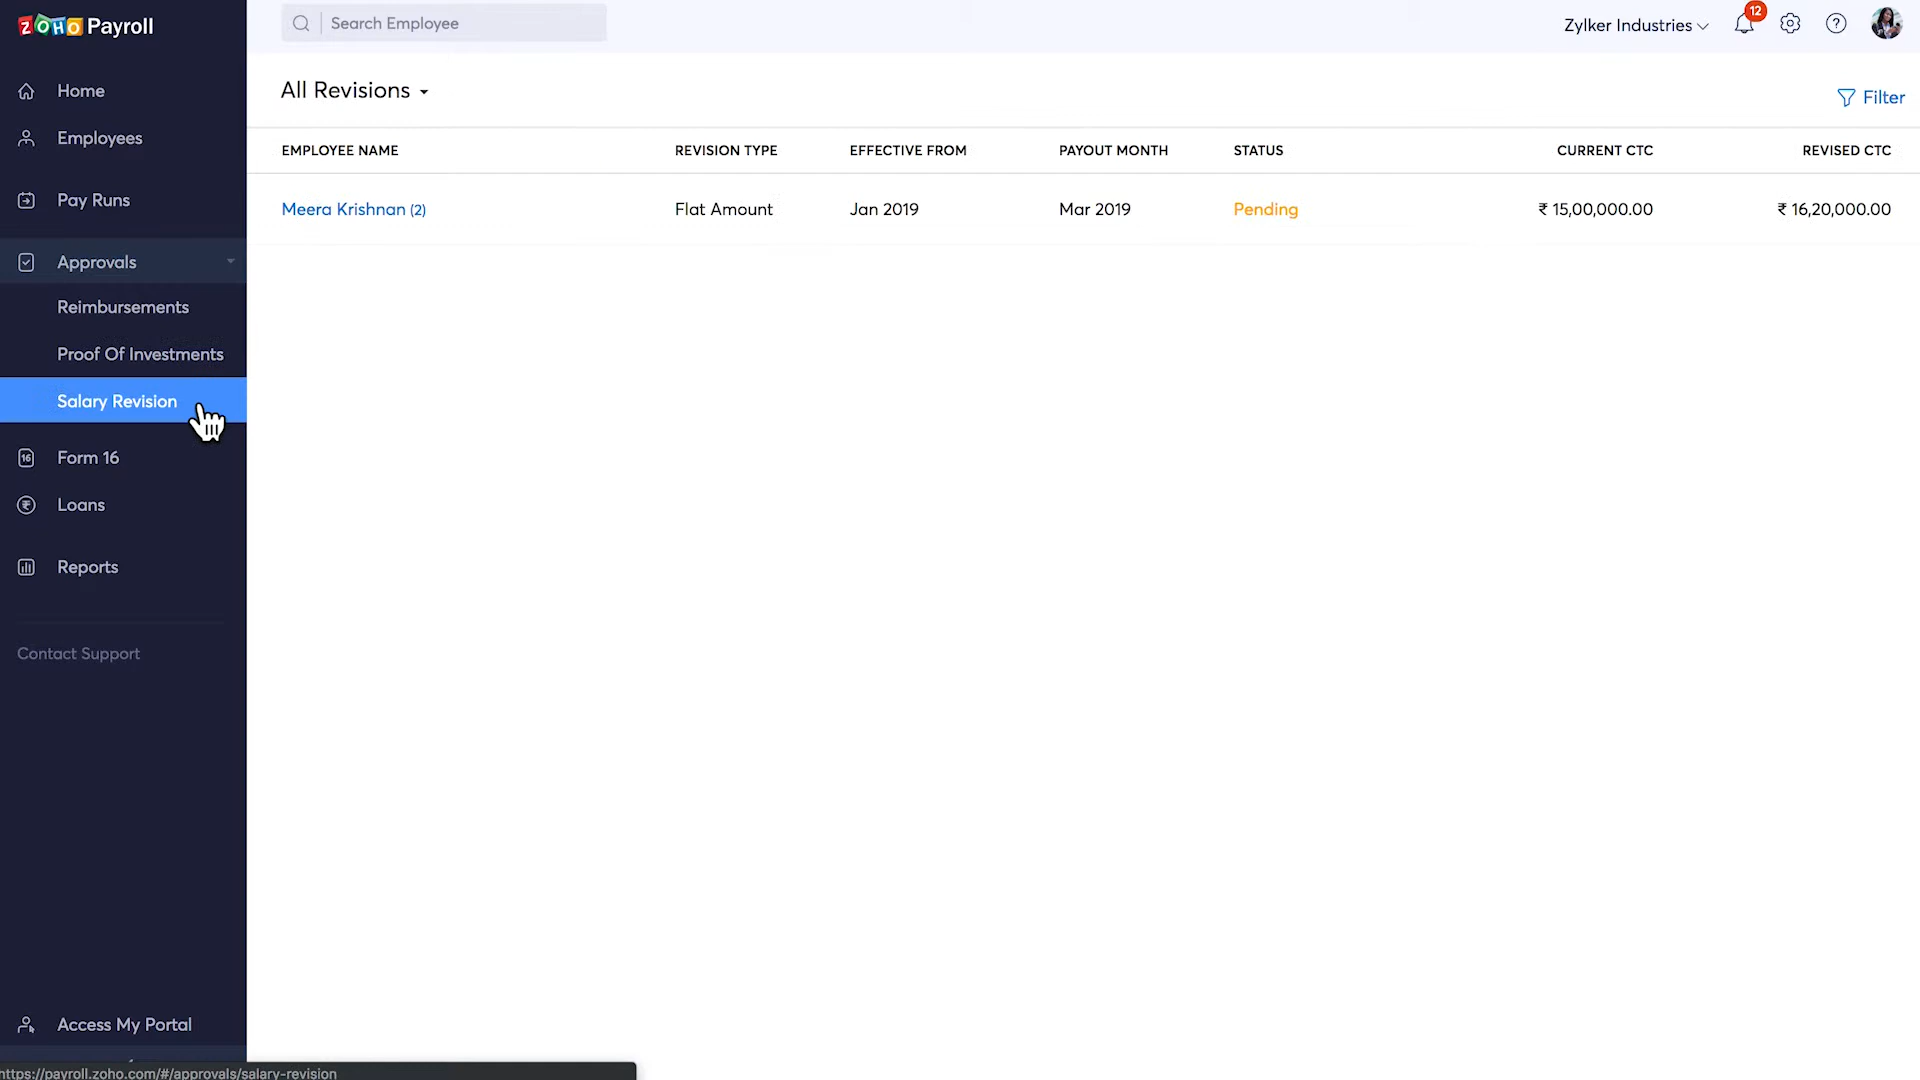 ZOHO Payroll
Search Employee
Zylker Industries
12
Home
Employees
Pay Runs
Approvals
Reimbursements
Proof Of Investments
Salary Revision
16 Form 16
Loans
Reports
Contact Support
Access My Portal
All Revisions
Filter
EMPLOYEE NAME REVISION TYPE EFFECTIVE FROM PAYOUT MONTH STATUS CURRENT CTC REVISED CTC
Meera Krishnan (2) Flat Amount Jan 2019 Mar 2019 Pending ₹ 15,00,000.00 ₹ 16,20,000.00
https://payroll.zoho.com/#/approvals/salary-revision